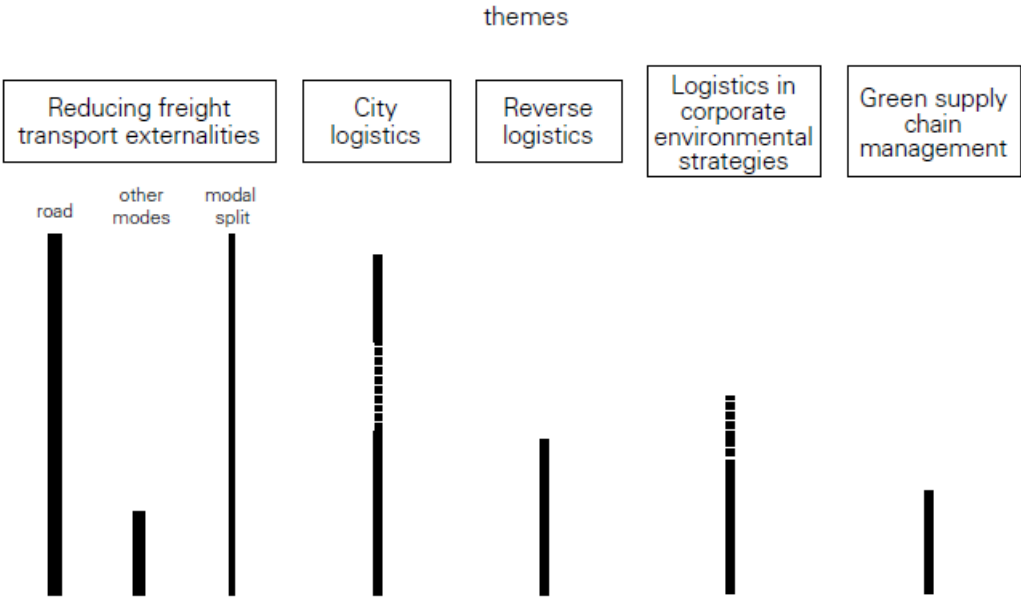 themes
Reducing freight
transport externalities
City
logistics
Reverse
logistics
Logistics in
corporate
environmental
strategies
Green supply
chain
management
road
other
modes
modal
split